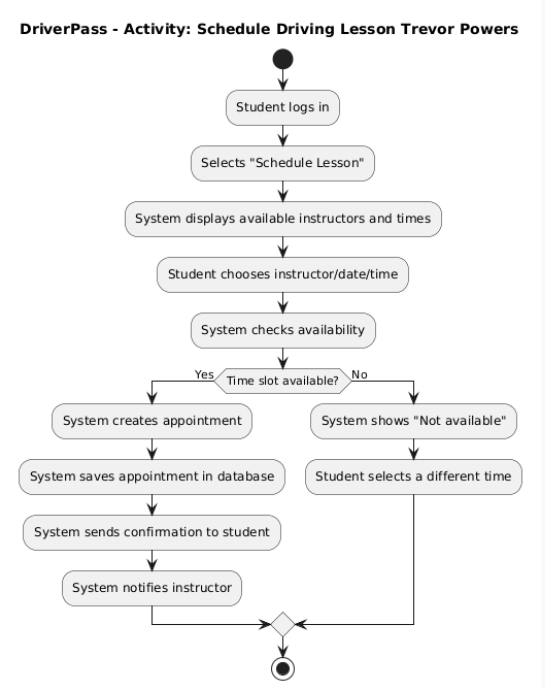 DriverPass - Activity: Schedule Driving Lesson Trevor Powers
Student logs in
Selects "Schedule Lesson"
System displays available instructors and times
Student chooses instructor/date/time
System checks availability
Yes
Time slot available?
No
System creates appointment
System shows "Not available"
System saves appointment in database
Student selects a different time
System sends confirmation to student
System notifies instructor